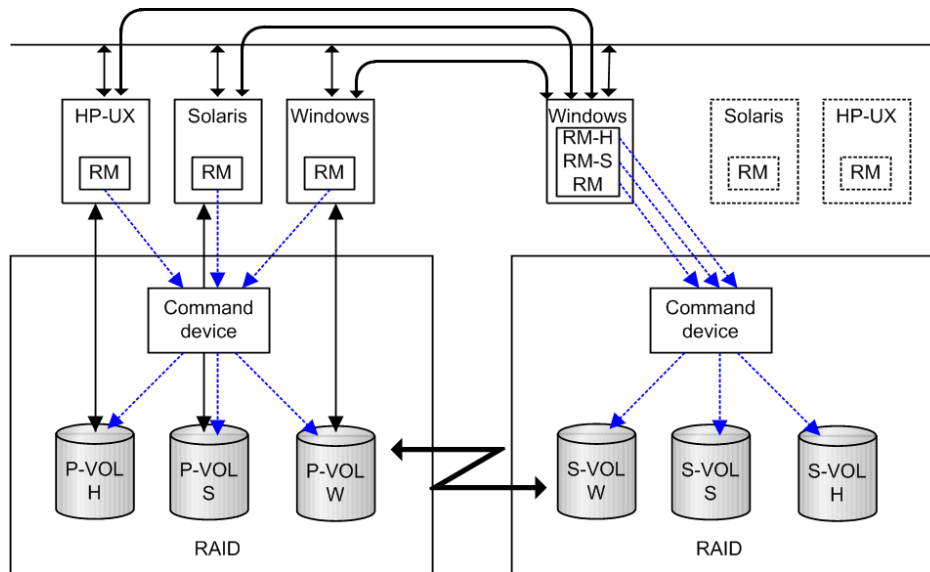 HP-UX
Solaris
Windows
Windows
Solaris
HP-UX
RM
RM
RM
RM-H
RM-S
RM
RM
RM
Command
device
Command
device
P-VOL
H
P-VOL
S
P-VOL
W
S-VOL
W
S-VOL
S
S-VOL
H
RAID
RAID